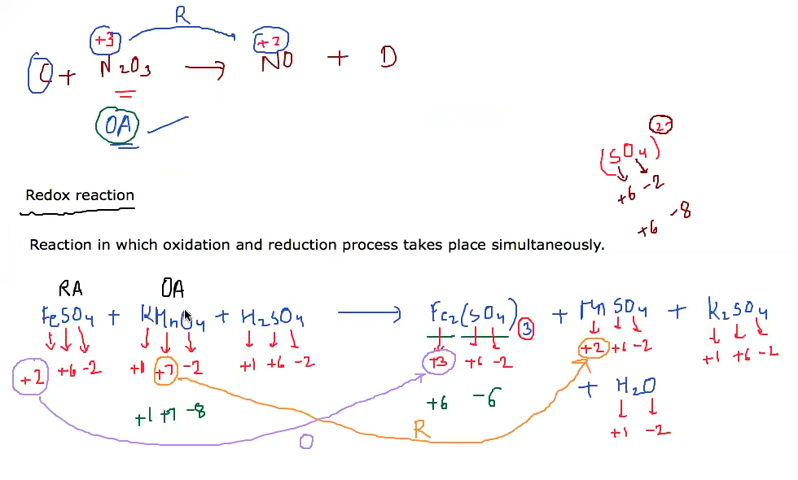 R
+3 +2
C + N2O3 → NO + D
OA
(SO4)2-
+6 -2
+6 -8
Redox reaction
Reaction in which oxidation and reduction process takes place simultaneously.
RA OA
FeSO4 + KMnO4 + H2SO4 → Fe2(SO4)3 + MnSO4 + K2SO4
+2 +6 -2 +1 +7 -2 +1 +6 -2 +3 +6 -2 +2 +6 -2 +1 +6 -2
+ H2O
+1 -2
+1 +7 -8 +6 -6
O R